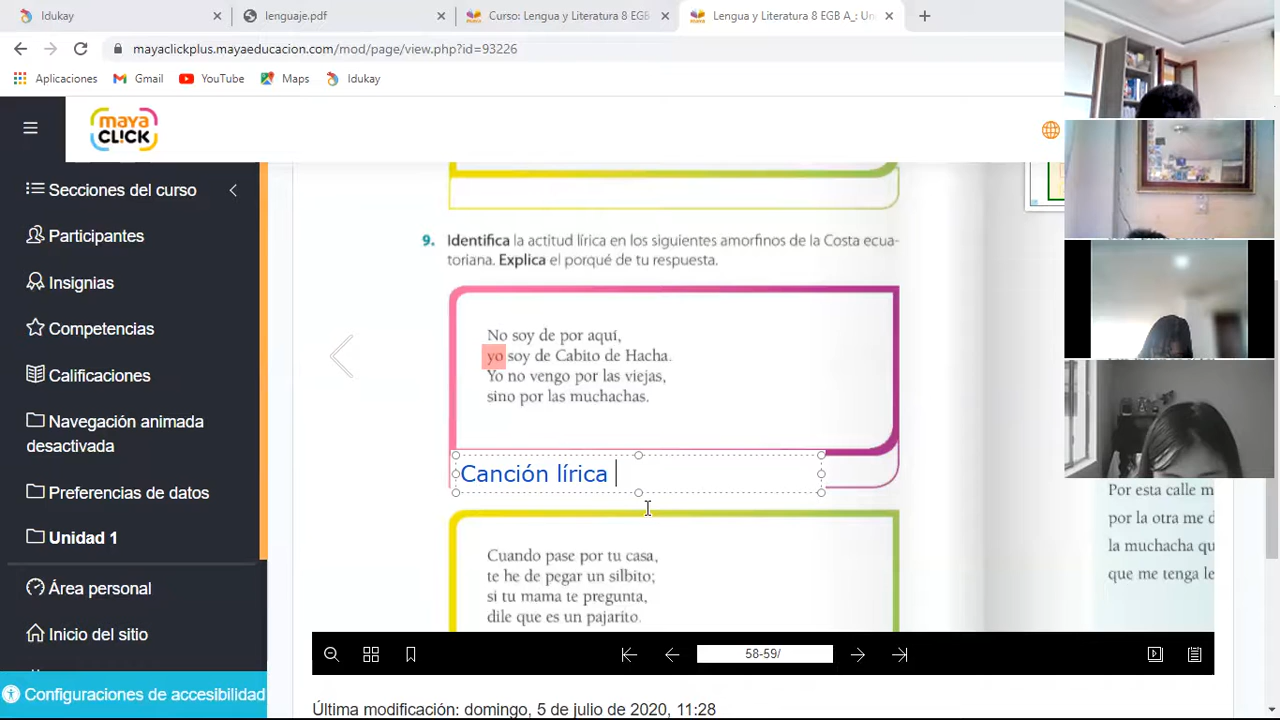 Idukay
lenguaje.pdf
Curso: Lengua y Literatura 8 EGB
Lengua y Literatura 8 EGB A_: Un
mayaclickplus.mayaeducacion.com/mod/page/view.php?id=93226
Aplicaciones
Gmail
YouTube
Maps
Idukay
maya
CLICK
Secciones del curso
Participantes
Insignias
Competencias
Calificaciones
Navegación animada
desactivada
Preferencias de datos
Unidad 1
Área personal
Inicio del sitio
Configuraciones de accesibilidad
9. Identifica la actitud lírica en los siguientes amorfinos de la Costa ecua-
toriana. Explica el porqué de tu respuesta.
No soy de por aquí,
yo soy de Cabito de Hacha.
Yo no vengo por las viejas,
sino por las muchachas.
Canción lírica
Cuando pase por tu casa,
te he de pegar un silbito;
si tu mama te pregunta,
dile que es un pajarito.
Por esta calle m
por la otra me d
la muchacha qu
que me tenga le
58-59/
Última modificación: domingo, 5 de julio de 2020, 11:28